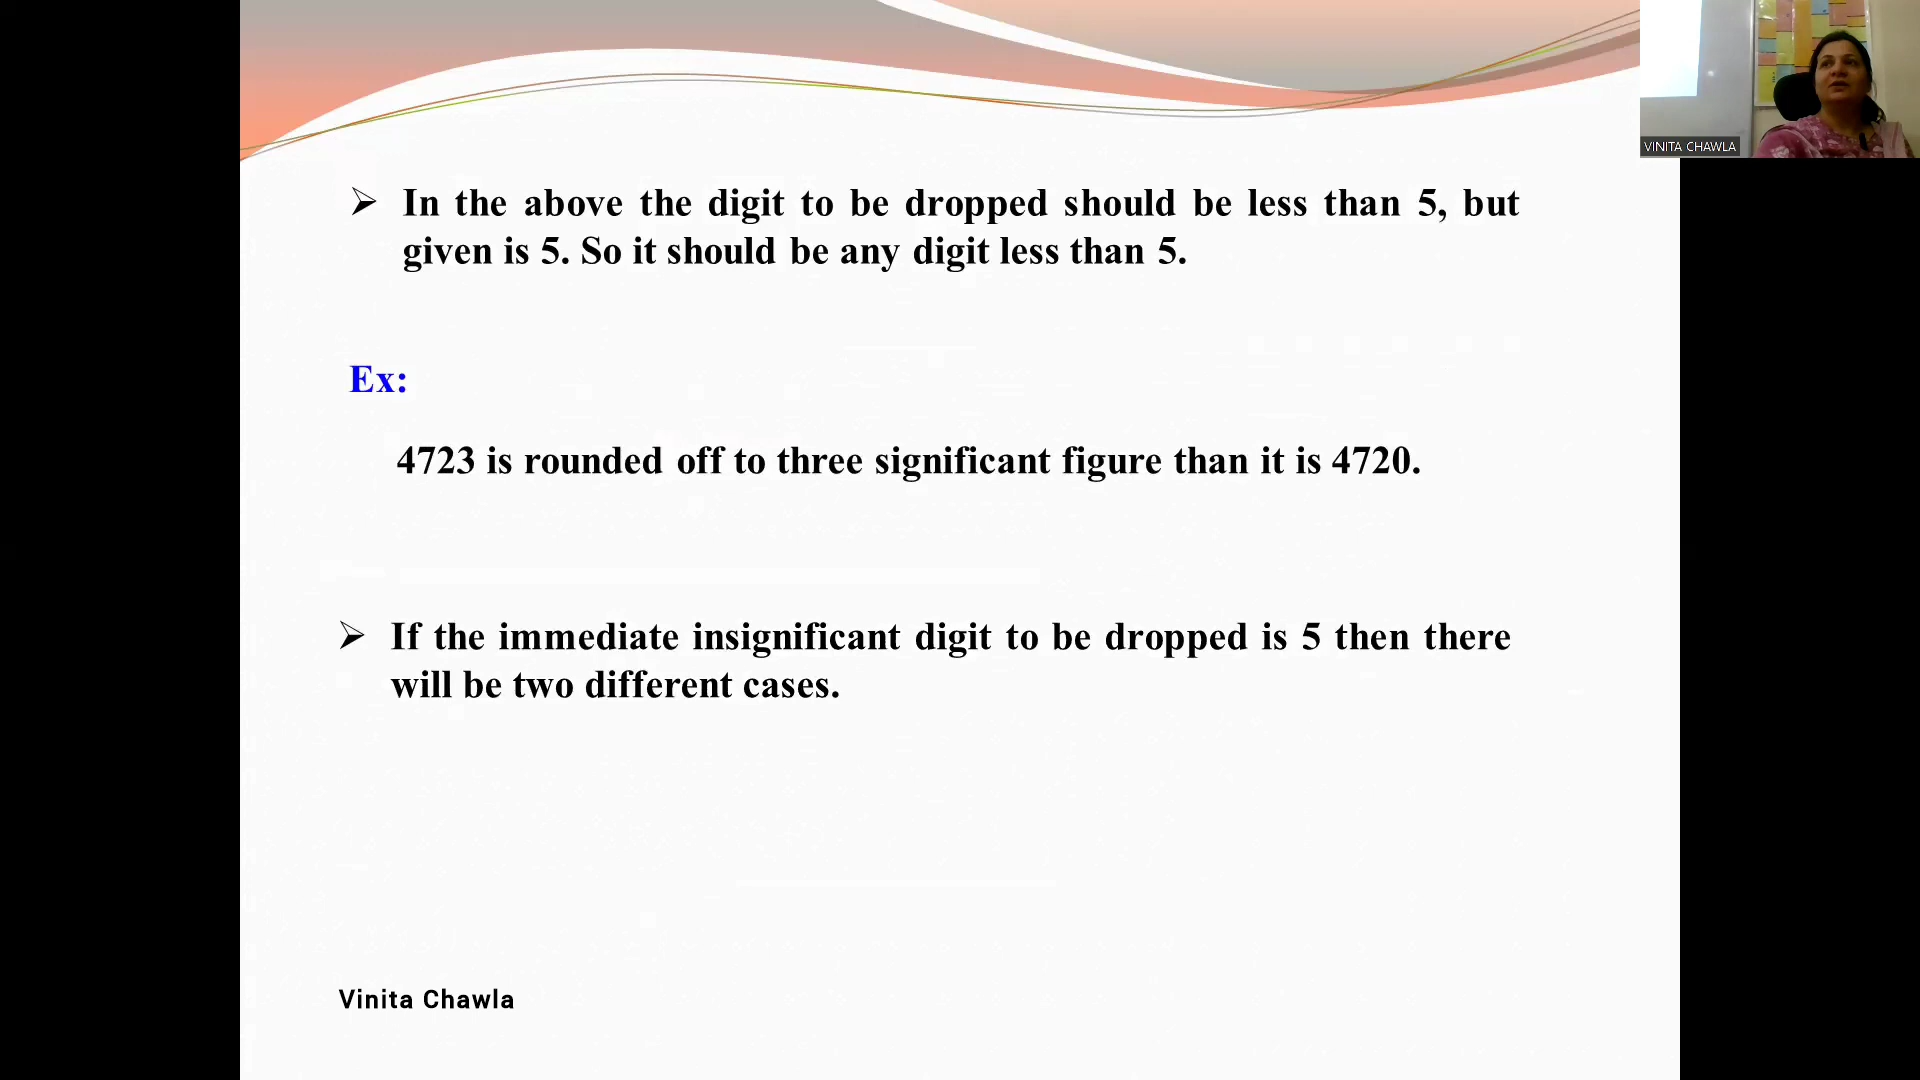 VINITA CHAWLA
➢ In the above the digit to be dropped should be less than 5, but
given is 5. So it should be any digit less than 5.
Ex:
4723 is rounded off to three significant figure than it is 4720.
➢ If the immediate insignificant digit to be dropped is 5 then there
will be two different cases.
Vinita Chawla